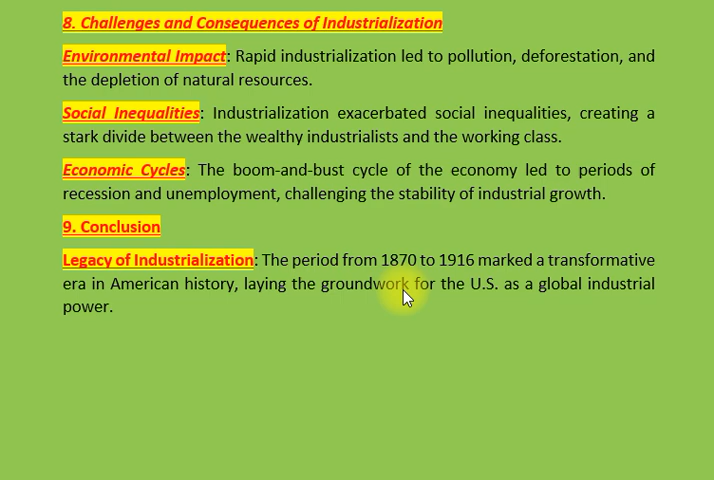 8. Challenges and Consequences of Industrialization
Environmental Impact: Rapid industrialization led to pollution, deforestation, and
the depletion of natural resources.
Social Inequalities: Industrialization exacerbated social inequalities, creating a
stark divide between the wealthy industrialists and the working class.
Economic Cycles: The boom-and-bust cycle of the economy led to periods of
recession and unemployment, challenging the stability of industrial growth.
9. Conclusion
Legacy of Industrialization: The period from 1870 to 1916 marked a transformative
era in American history, laying the groundwork for the U.S. as a global industrial
power.